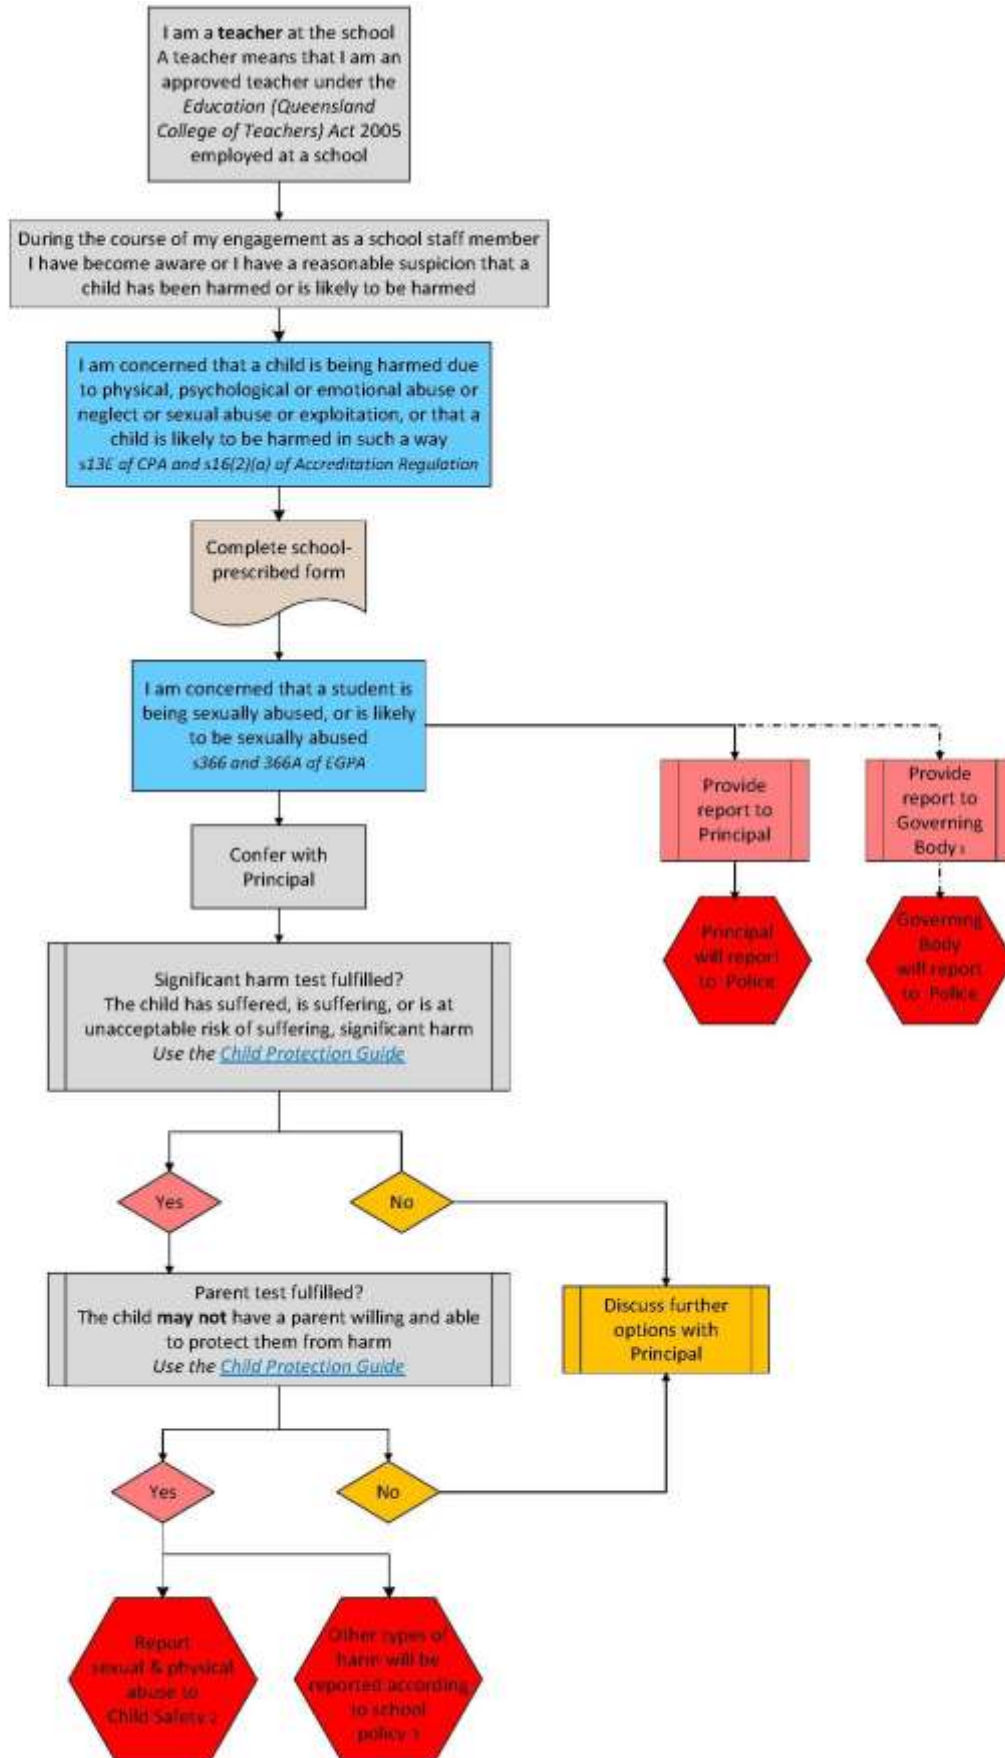 I am a teacher at the school
A teacher means that I am an
approved teacher under the
Education (Queensland
College of Teachers) Act 2005
employed at a school
During the course of my engagement as a school staff member
I have become aware or I have a reasonable suspicion that a
child has been harmed or is likely to be harmed
I am concerned that a child is being harmed due
to physical, psychological or emotional abuse or
neglect or sexual abuse or exploitation, or that a
child is likely to be harmed in such a way
s13E of CPA and s16(2)(a) of Accreditation Regulation
Complete school-
prescribed form
I am concerned that a student is
being sexually abused, or is likely
to be sexually abused
s366 and 366A of EGPA
Provide
report to
Principal
Provide
report to
Governing
Body
Confer with
Principal
Principal
will report
to Police
Governing
Body
will report
to Police
Significant harm test fulfilled?
The child has suffered, is suffering, or is at
unacceptable risk of suffering, significant harm
Use the Child Protection Guide
Yes
No
Parent test fulfilled?
The child may not have a parent willing and able
to protect them from harm
Use the Child Protection Guide
Discuss further
options with
Principal
Yes
No
Report
sexual & physical
abuse to
Child Safety 2
Other types of
harm will be
reported according
to school
policy